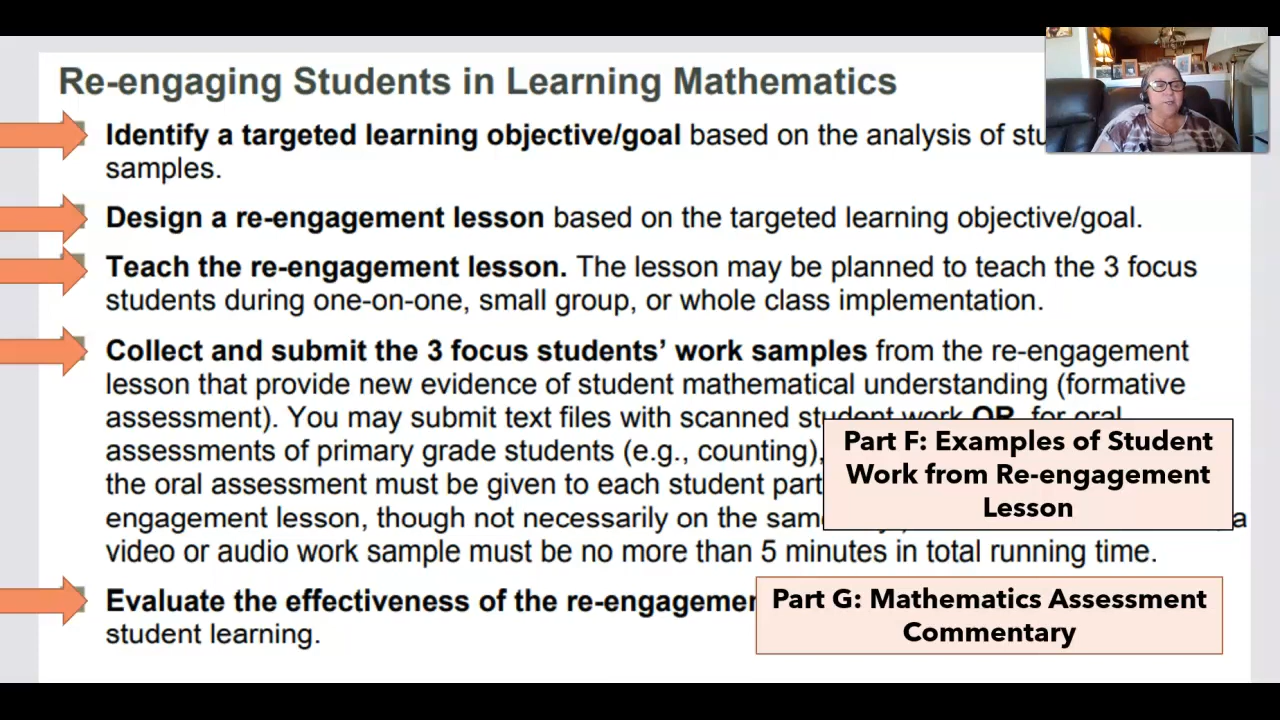 Re-engaging Students in Learning Mathematics
Identify a targeted learning objective/goal based on the analysis of
samples.
Design a re-engagement lesson based on the targeted learning objective/goal.
Teach the re-engagement lesson. The lesson may be planned to teach the 3 focus
students during one-on-one, small group, or whole class implementation.
Collect and submit the 3 focus students’ work samples from the re-engagement
lesson that provide new evidence of student mathematical understanding (formative
assessment). You may submit text files with scanned student work OR, for oral
assessments of primary grade students (e.g., counting),
the oral assessment must be given to each student
engagement lesson, though not necessarily on the a
video or audio work sample must be no more than 5 minutes in total running time.
Evaluate the effectiveness of the
student learning.
Part F: Examples of Student
Work from Re-engagement
Lesson
Part G: Mathematics Assessment
Commentary